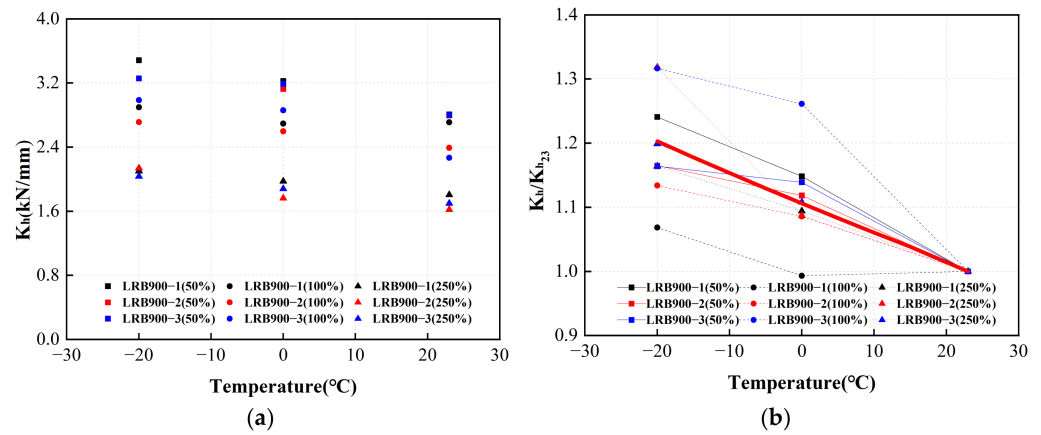 4.0
3.2
2.4
1.6
0.8
0.0
Kh(kN/mm)
LRB900−1(50%) LRB900−1(100%) LRB900−1(250%)
LRB900−2(50%) LRB900−2(100%) LRB900−2(250%)
LRB900−3(50%) LRB900−3(100%) LRB900−3(250%)
−30 −20 −10 0 10 20 30
Temperature(℃)
(a)
1.4
1.3
1.2
1.1
1.0
0.9
Kh/Kh23
LRB900−1(50%) LRB900−1(100%) LRB900−1(250%)
LRB900−2(50%) LRB900−2(100%) LRB900−2(250%)
LRB900−3(50%) LRB900−3(100%) LRB900−3(250%)
−30 −20 −10 0 10 20 30
Temperature(℃)
(b)